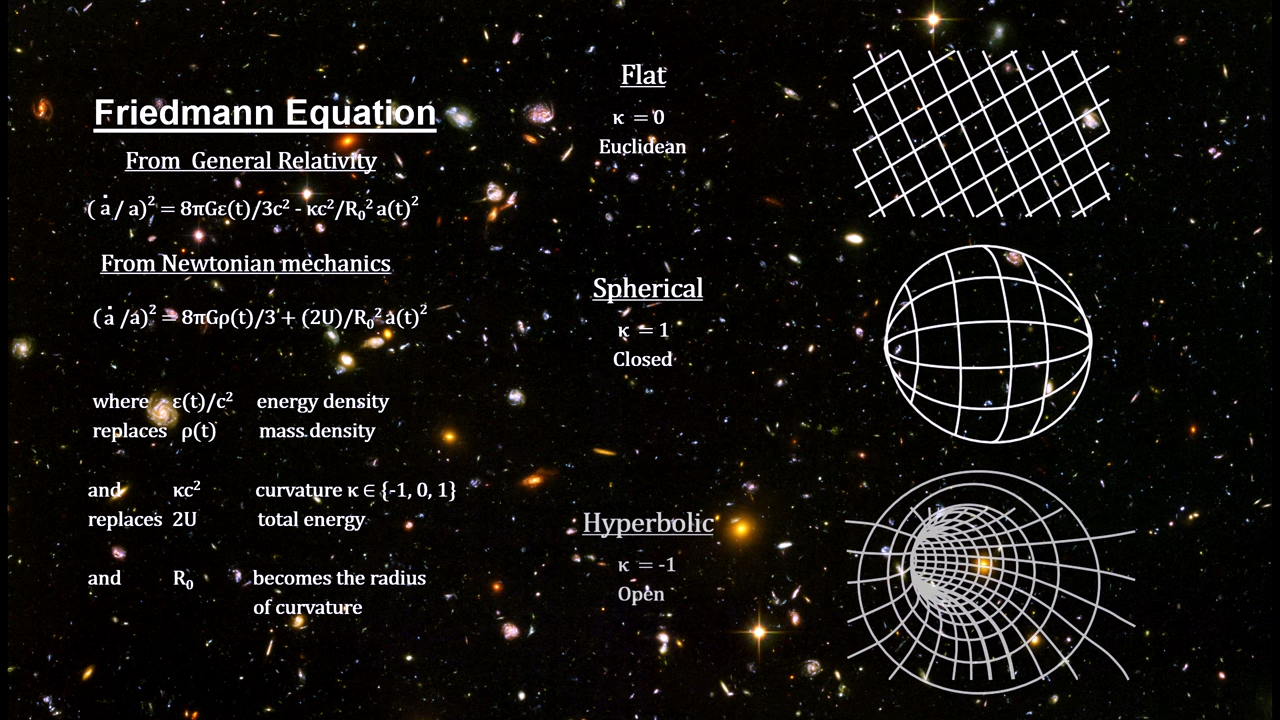 Friedmann Equation
From General Relativity
(ȧ / a)² = 8πGε(t)/3c² - κc²/R₀² a(t)²
From Newtonian mechanics
(ȧ /a)² = 8πGρ(t)/3 + (2U)/R₀² a(t)²
where ε(t)/c² energy density
replaces ρ(t) mass density
and κc² curvature κ ∈ {-1, 0, 1}
replaces 2U total energy
and R₀ becomes the radius
of curvature
Flat
κ = 0
Euclidean
Spherical
κ = 1
Closed
Hyperbolic
κ = -1
Open